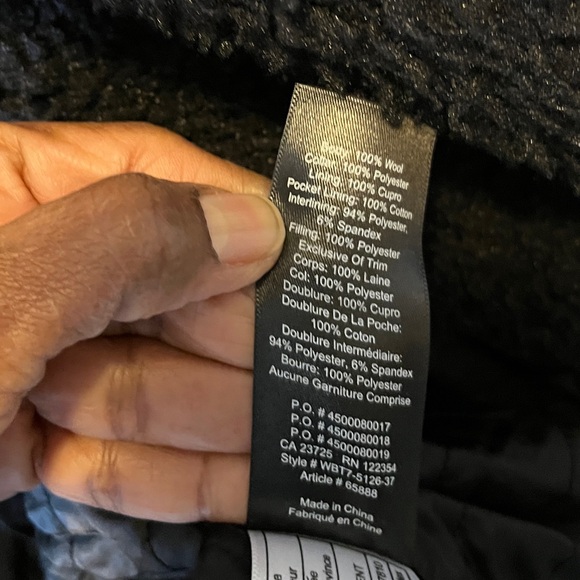 Body: 100% Wool
Collar: 100% Polyester
Lining: 100% Cupro
Pocket Lining: 100% Cotton
Interlining: 94% Polyester,
6% Spandex
Filling: 100% Polyester
Exclusive Of Trim
Corps: 100% Laine
Col: 100% Polyester
Doublure: 100% Cupro
Doublure De La Poche:
100% Coton
Doublure Intermédiaire:
94% Polyester, 6% Spandex
Bourre: 100% Polyester
Aucune Garniture Comprise
P.O. # 4500080017
P.O. # 4500080018
P.O. # 4500080019
CA 23725 RN 122354
Style # WBT7-5126-37
Article # 65888
Made in China
Fabriqué en Chine